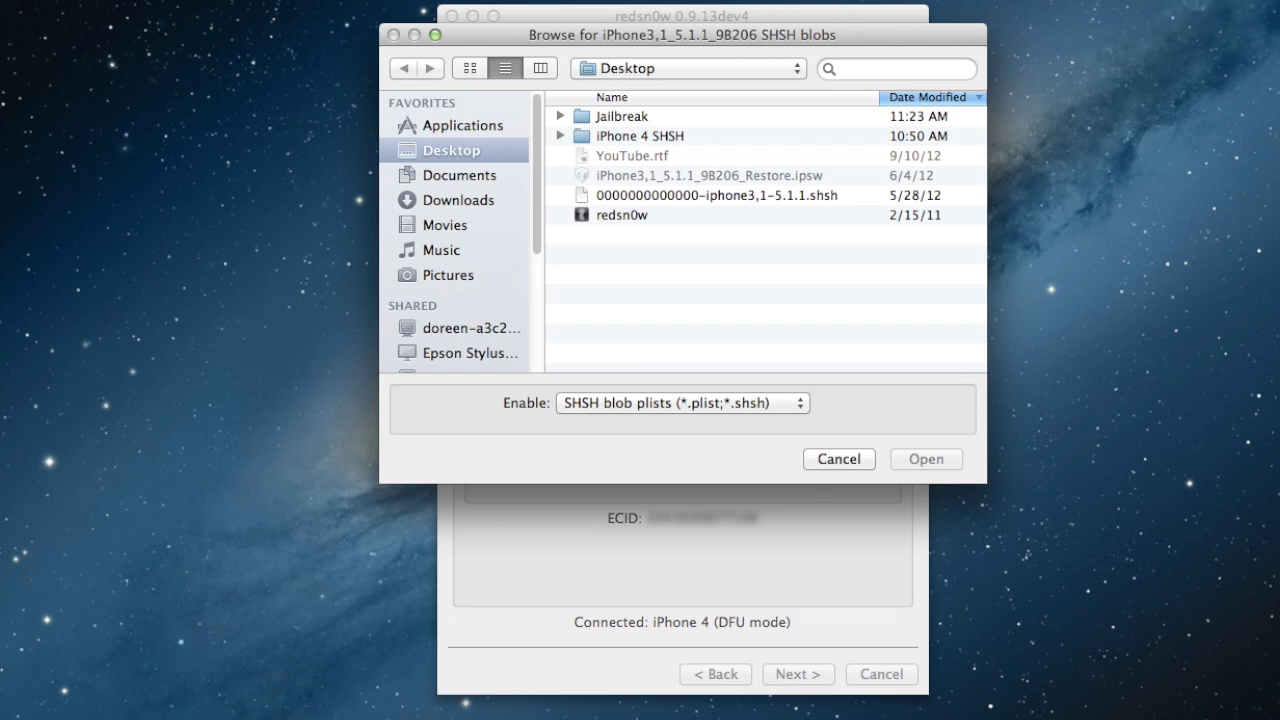 redsn0w 0.9.13dev4
Browse for iPhone3,1_5.1.1_9B206 SHSH blobs
Desktop
FAVORITES
Applications
Desktop
Documents
Downloads
Movies
Music
Pictures
SHARED
doreen-a3c2...
Epson Stylus...
Name Date Modified
Jailbreak 11:23 AM
iPhone 4 SHSH 10:50 AM
YouTube.rtf 9/10/12
iPhone3,1_5.1.1_9B206_Restore.ipsw 6/4/12
0000000000000-iphone3,1-5.1.1.shsh 5/28/12
redsn0w 2/15/11
Enable: SHSH blob plists (*.plist;*.shsh)
Cancel Open
ECID:
Connected: iPhone 4 (DFU mode)
< Back Next > Cancel